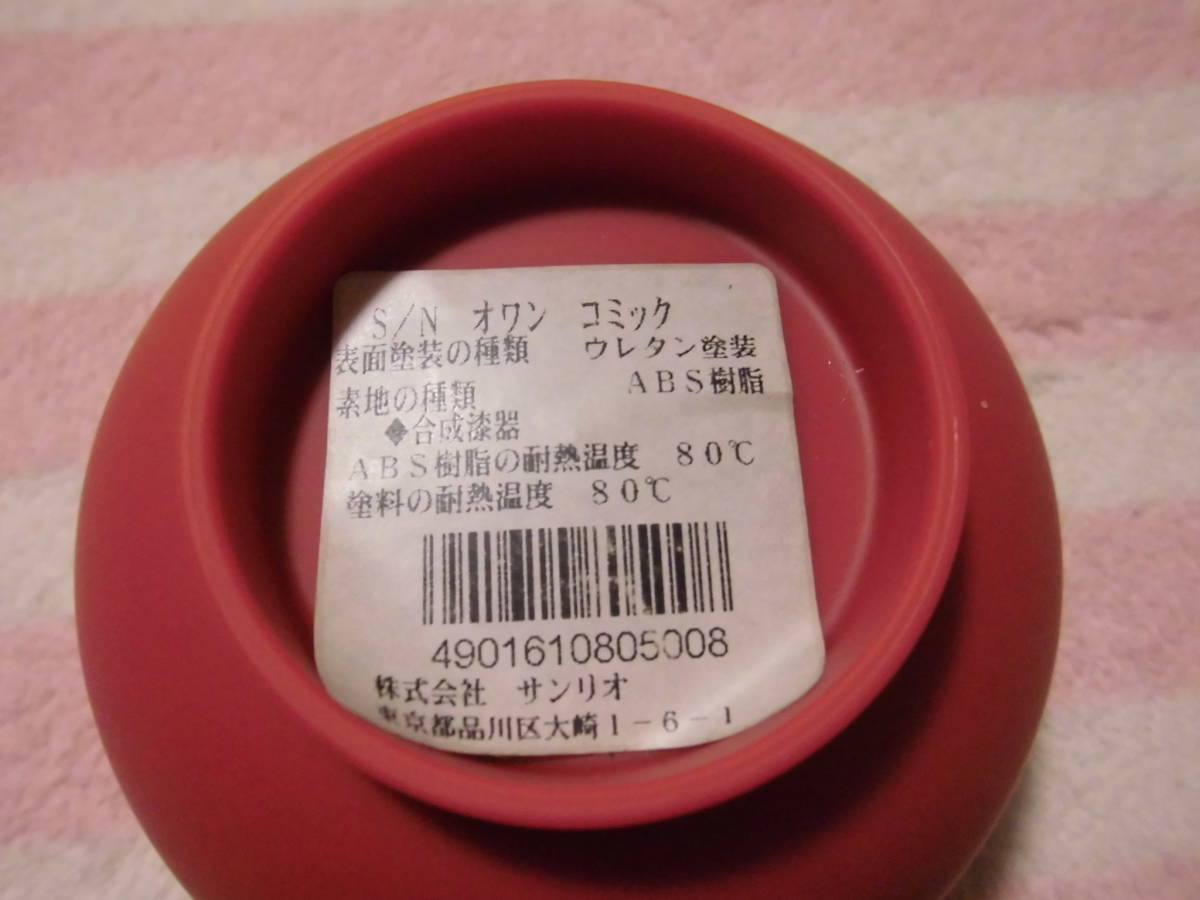 S/N オワン コミック
表面塗装の種類 ウレタン塗装
素地の種類 ABS樹脂
◆合成漆器
ABS樹脂の耐熱温度 80℃
塗料の耐熱温度 80℃
4901610805008
株式会社 サンリオ
東京都品川区大崎1-6-1